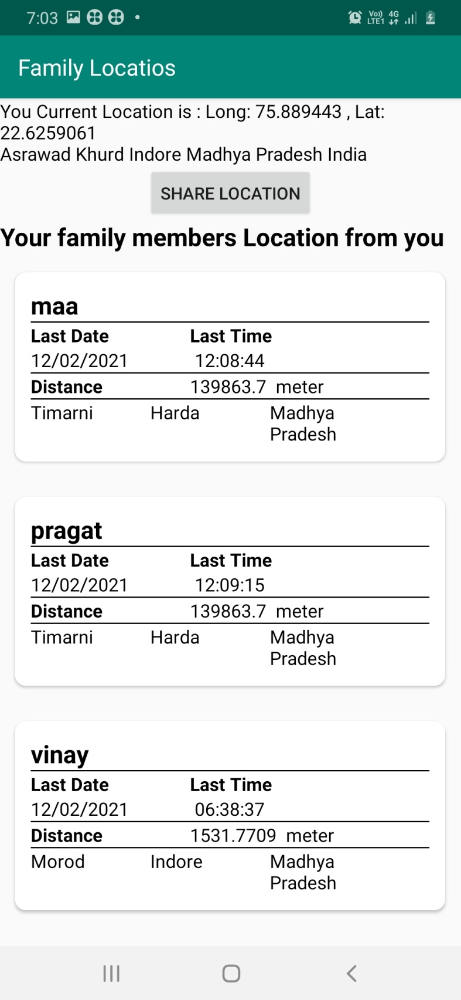 7:03 Vo)) 4G
LTE1
Family Locatios
You Current Location is : Long: 75.889443 , Lat:
22.6259061
Asrawad Khurd Indore Madhya Pradesh India
SHARE LOCATION
Your family members Location from you
maa
Last Date Last Time
12/02/2021 12:08:44
Distance 139863.7 meter
Timarni Harda Madhya
Pradesh
pragat
Last Date Last Time
12/02/2021 12:09:15
Distance 139863.7 meter
Timarni Harda Madhya
Pradesh
vinay
Last Date Last Time
12/02/2021 06:38:37
Distance 1531.7709 meter
Morod Indore Madhya
Pradesh